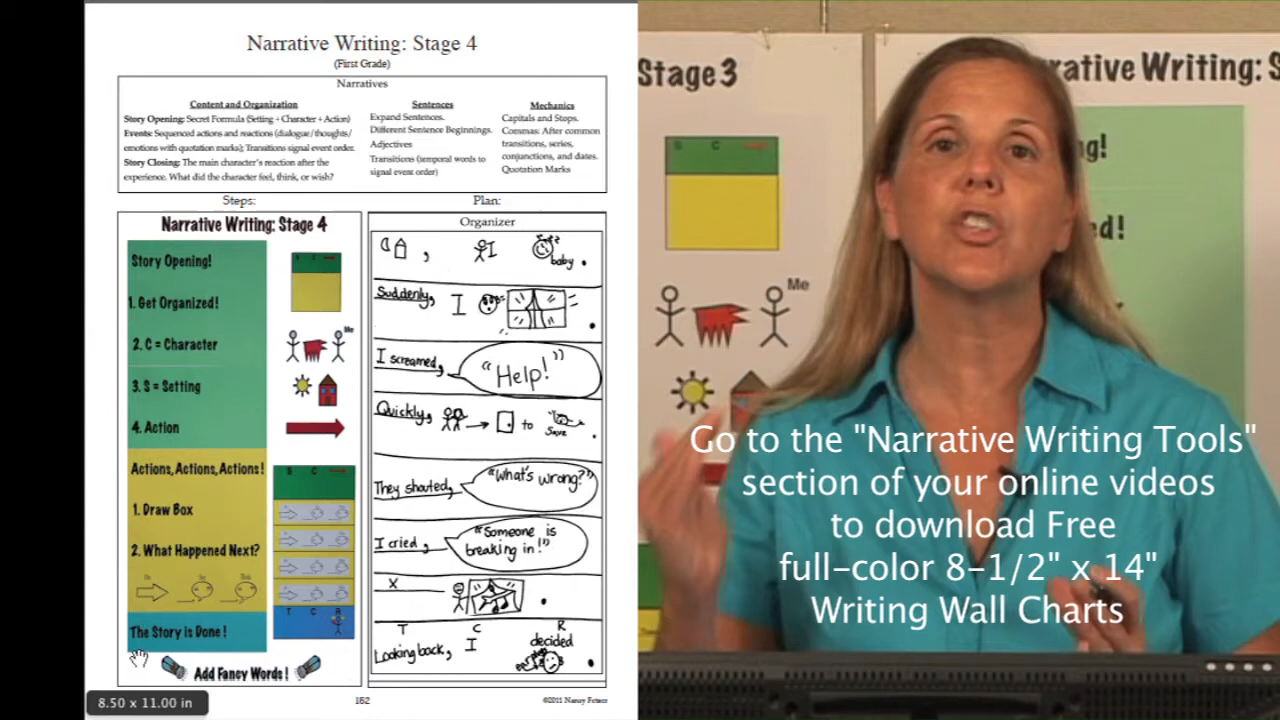 Narrative Writing: Stage 4
(First Grade)
Narratives
Content and Organization
Story Opening: Secret Formula (Setting + Character + Action)
Events: Sequenced actions and reactions (dialogue/thoughts/
emotions with quotation marks); Transitions signal event order.
Story Closing: The main character's reaction after the
experience. What did the character feel, think, or wish?
Sentences
Expand Sentences.
Different Sentence Beginnings.
Adjectives
Transitions (temporal words to
signal event order)
Mechanics
Capitals and Stops.
Commas: After common
transitions, series,
conjunctions, and dates.
Quotation Marks
Steps:
Narrative Writing: Stage 4
Story Opening!
1. Get Organized!
S C
2. C = Character
Me
3. S = Setting
4. Action
Actions, Actions, Actions!
S C
1. Draw Box
2. What Happened Next?
The Story is Done!
T C R
Add Fancy Words!
Plan:
Organizer
, I baby.
Suddenly, I .
I screamed, "Help!"
Quickly, to save .
They shouted, "What's wrong?"
I cried, "Someone is
breaking in!"
X .
T C R
Looking back, I decided .
152
©2011 Nancy Fetzer
8.50 x 11.00 in
Stage 3
rrative Writing: S
S C
ng!
ed!
Me
Go to the "Narrative Writing Tools"
section of your online videos
to download Free
full-color 8-1/2" x 14"
Writing Wall Charts